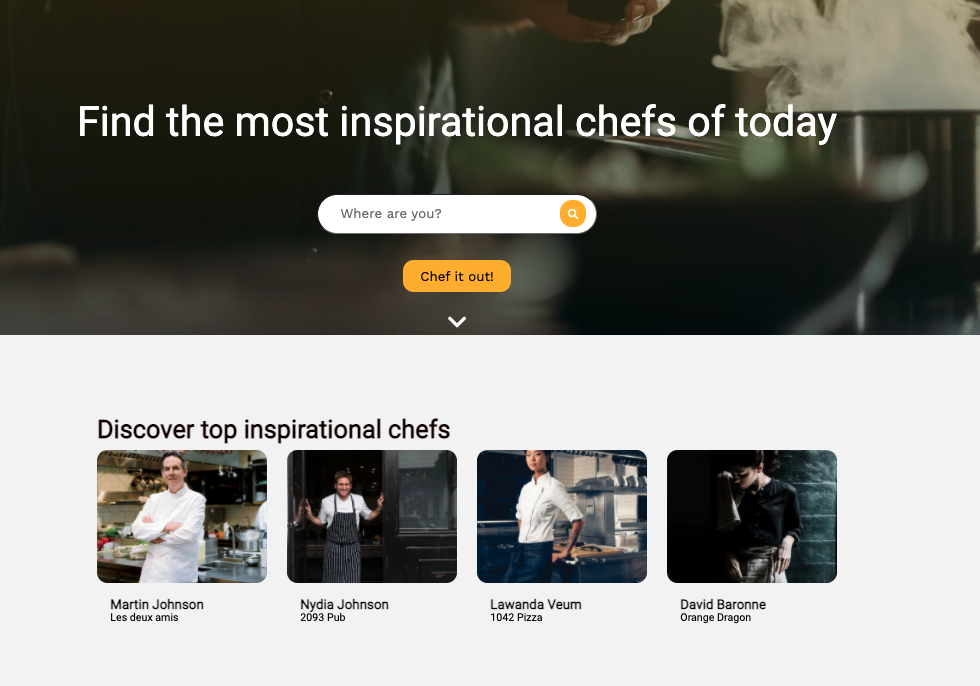 Find the most inspirational chefs of today
Where are you?
Chef it out!
Discover top inspirational chefs
Martin Johnson
Les deux amis
Nydia Johnson
2093 Pub
Lawanda Veum
1042 Pizza
David Baronne
Orange Dragon